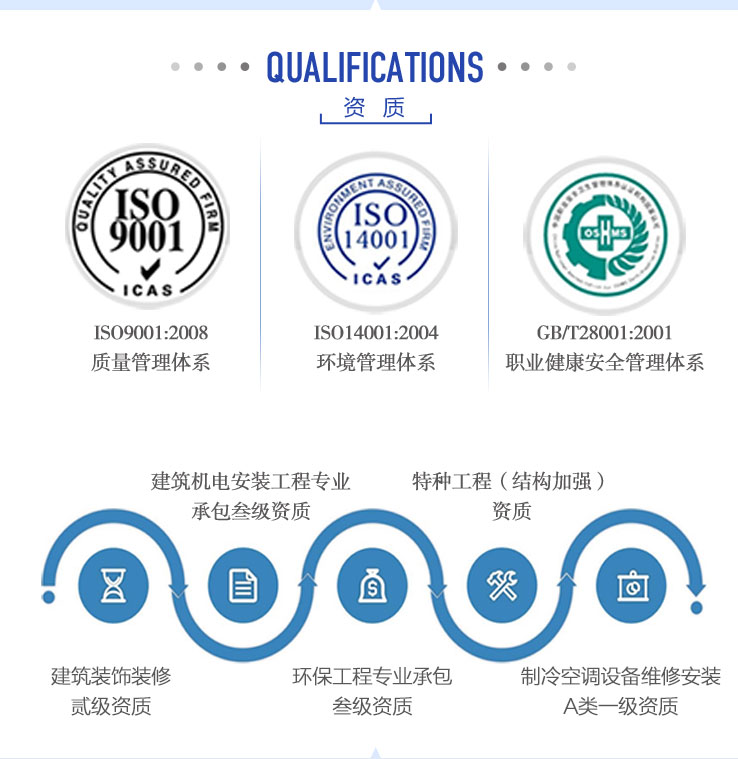 QUALIFICATIONS
资 质
QUALITY ASSURED FIRM
ISO
9001
ICAS
ENVIRONMENT ASSURED FIRM
ISO
14001
ICAS
OSHMS
ISO9001:2008
质量管理体系
ISO14001:2004
环境管理体系
GB/T28001:2001
职业健康安全管理体系
建筑机电安装工程专业
承包叁级资质
特种工程（结构加强）
资质
建筑装饰装修
贰级资质
环保工程专业承包
叁级资质
制冷空调设备维修安装
A类一级资质